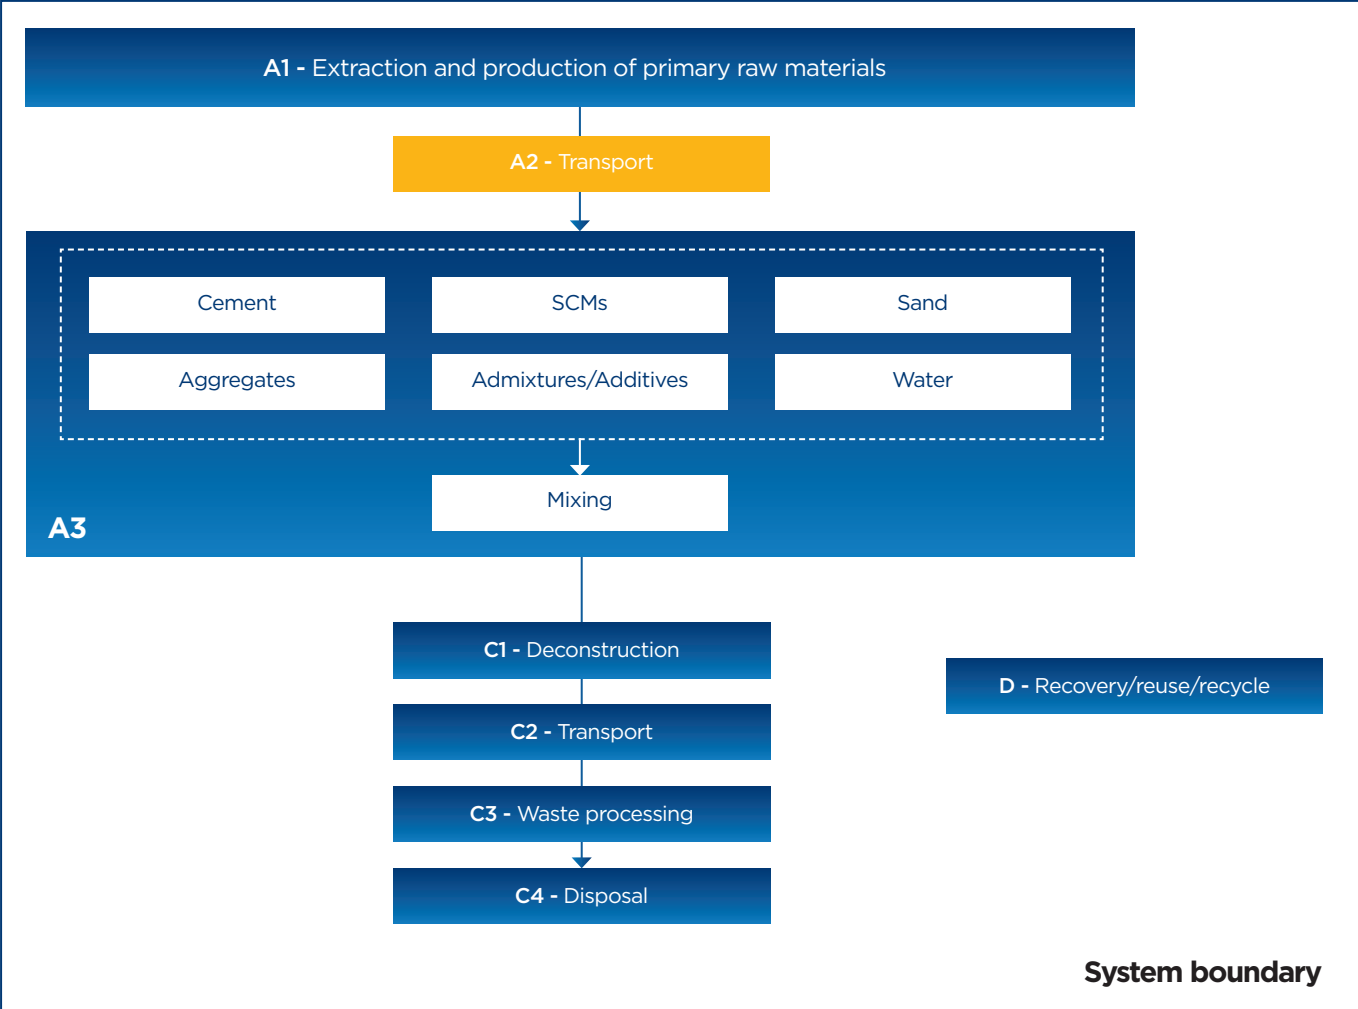 A1 - Extraction and production of primary raw materials
A2 - Transport
Cement
SCMs
Sand
Aggregates
Admixtures/Additives
Water
Mixing
A3
C1 - Deconstruction
D - Recovery/reuse/recycle
C2 - Transport
C3 - Waste processing
C4 - Disposal
System boundary